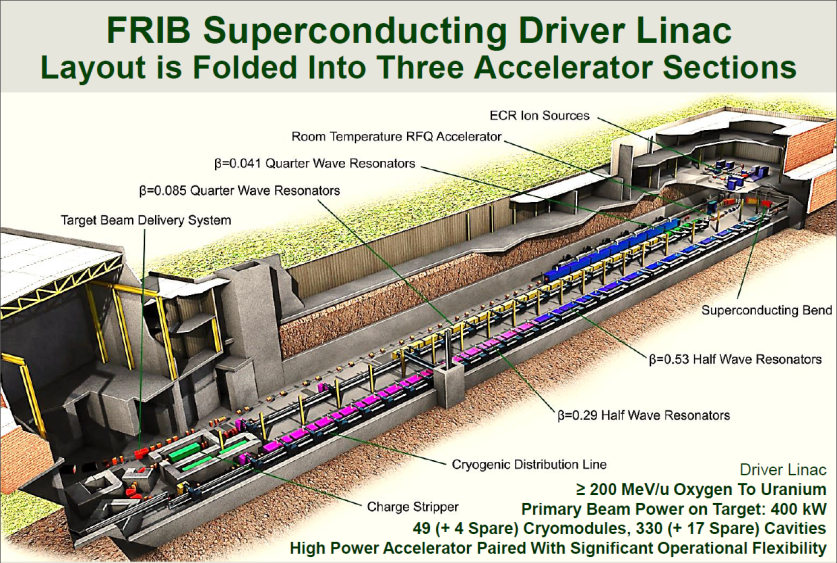 FRIB Superconducting Driver Linac
Layout is Folded Into Three Accelerator Sections
ECR Ion Sources
Room Temperature RFQ Accelerator
β=0.041 Quarter Wave Resonators
β=0.085 Quarter Wave Resonators
Target Beam Delivery System
Superconducting Bend
β=0.53 Half Wave Resonators
β=0.29 Half Wave Resonators
Cryogenic Distribution Line
Charge Stripper
Driver Linac
≥ 200 MeV/u Oxygen To Uranium
Primary Beam Power on Target: 400 kW
49 (+ 4 Spare) Cryomodules, 330 (+ 17 Spare) Cavities
High Power Accelerator Paired With Significant Operational Flexibility